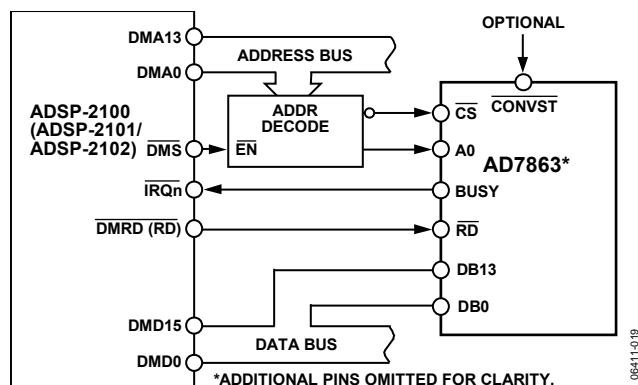 DMA13
ADDRESS BUS
DMA0
OPTIONAL
ADSP-2100
(ADSP-2101/
ADSP-2102)
DMS
EN
ADDR
DECODE
CS
CONVST
A0
AD7863*
IRQn
BUSY
DMRD (RD)
RD
DB13
DB0
DMD15
DATA BUS
DMD0
*ADDITIONAL PINS OMITTED FOR CLARITY.
06411-019